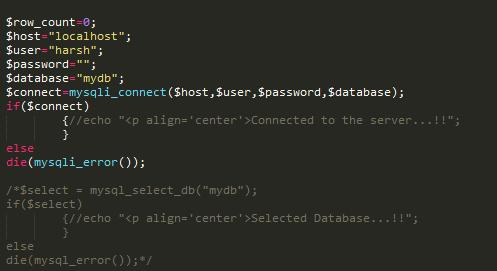 $row_count=0;
$host="localhost";
$user="harsh";
$password="";
$database="mydb";
$connect=mysqli_connect($host,$user,$password,$database);
if($connect)
{//echo "<p align='center'>Connected to the server...!!";
}
else
die(mysqli_error());
/*$select = mysql_select_db("mydb");
if($select)
{//echo "<p align='center'>Selected Database...!!";
}
else
die(mysql_error());*/